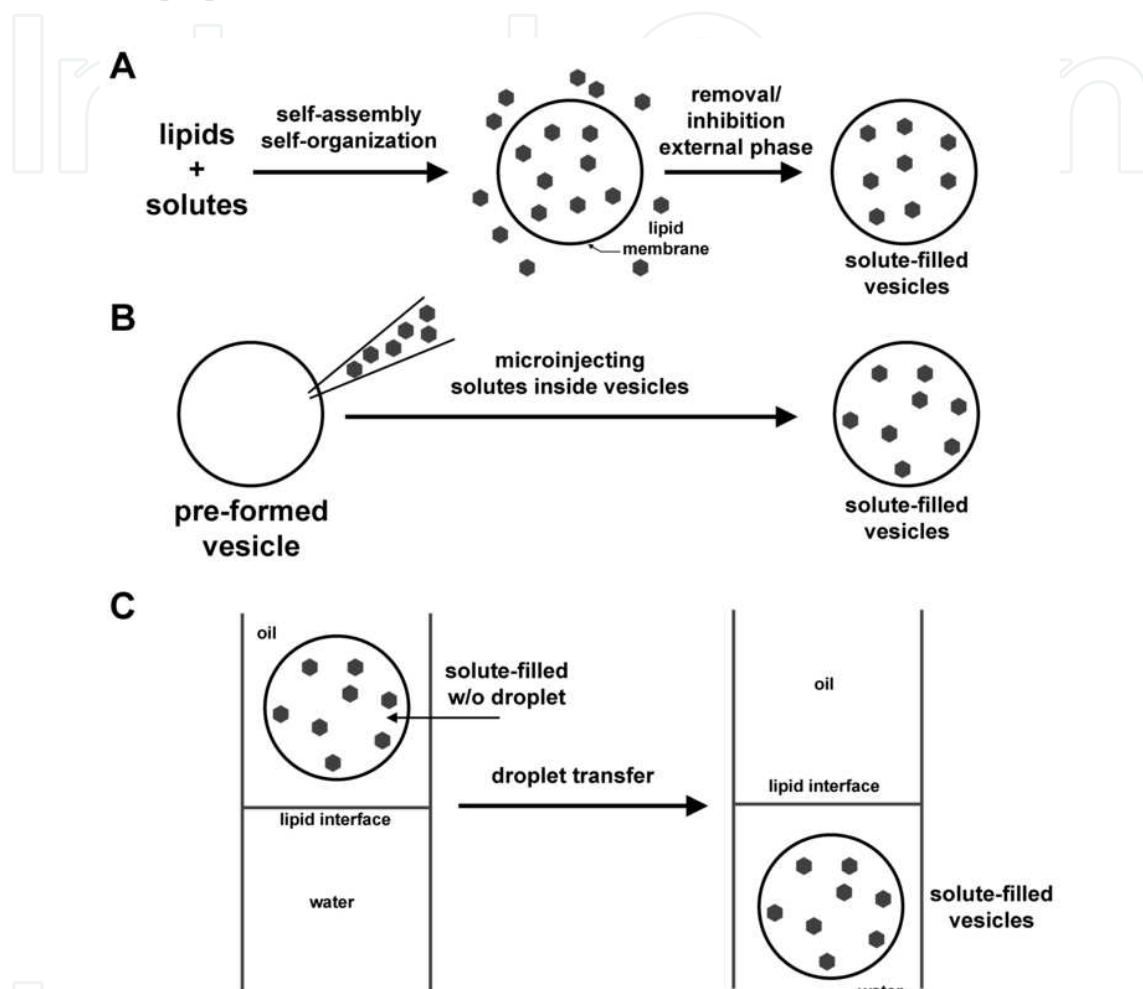 A
lipids
+
solutes
self-assembly
self-organization
removal/
inhibition
external phase
lipid
membrane
solute-filled
vesicles
B
microinjecting
solutes inside vesicles
pre-formed
vesicle
solute-filled
vesicles
C
oil
solute-filled
w/o droplet
lipid interface
water
droplet transfer
oil
lipid interface
solute-filled
vesicles
water